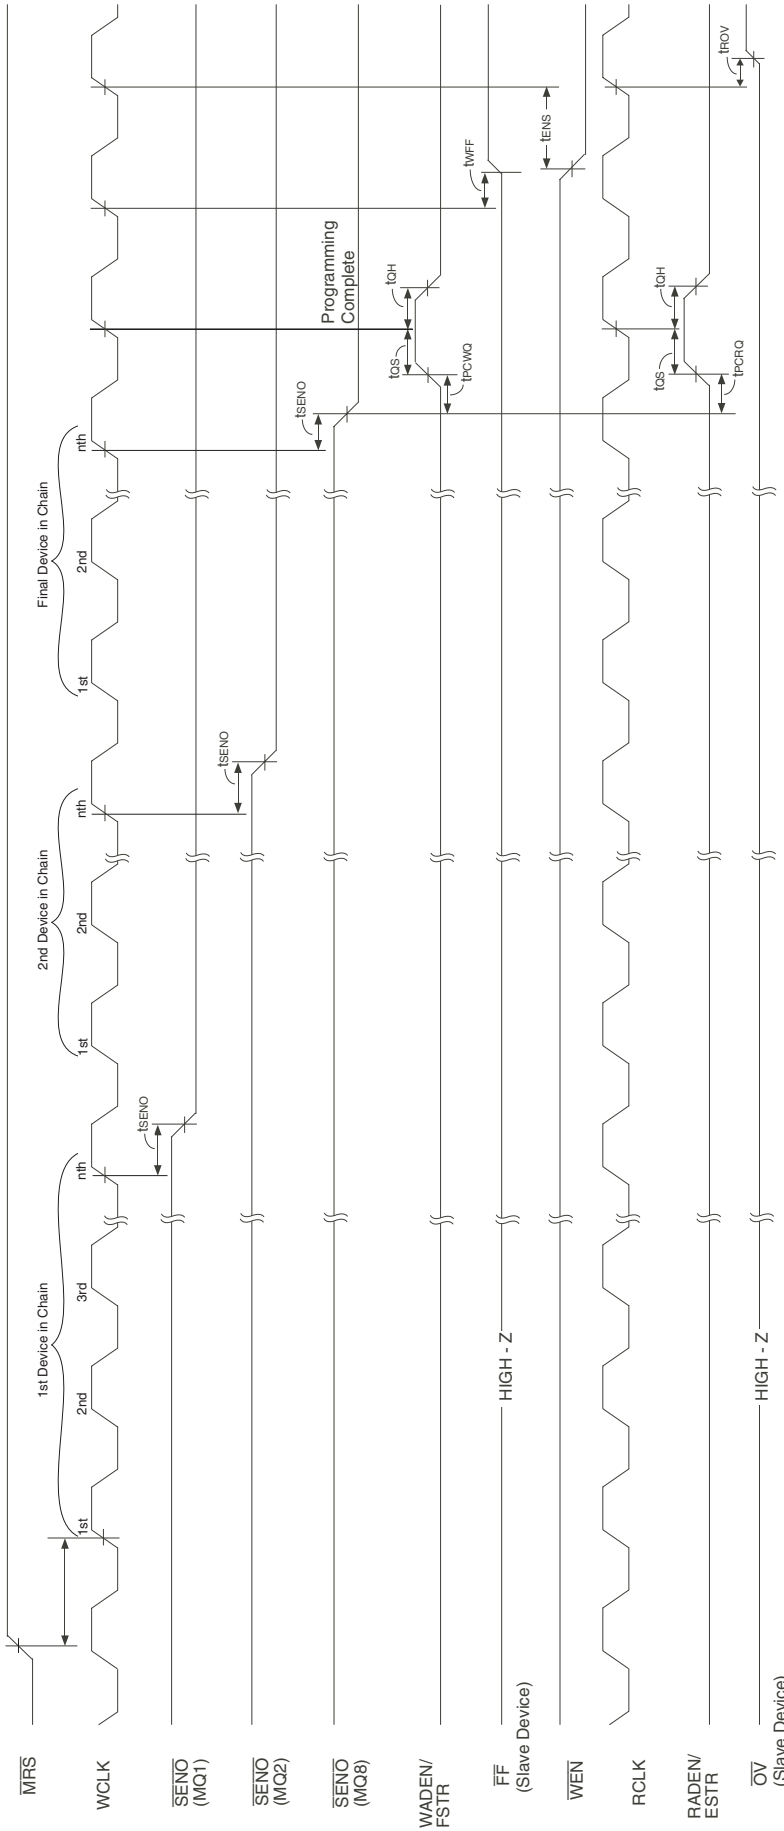 MRS
1st Device in Chain
2nd Device in Chain
Final Device in Chain
WCLK
1st
2nd
3rd
nth
1st
2nd
nth
1st
2nd
nth
SENO
(MQ1)
tSENO
SENO
(MQ2)
tSENO
SENO
(MQ8)
tSENO
Programming
Complete
WADEN/
FSTR
tQS
tQH
tPCWQ
FF
(Slave Device)
HIGH - Z
tWFF
WEN
tENS
RCLK
RADEN/
ESTR
tQS
tQH
tPCRQ
OV
(Slave Device)
HIGH - Z
tROV